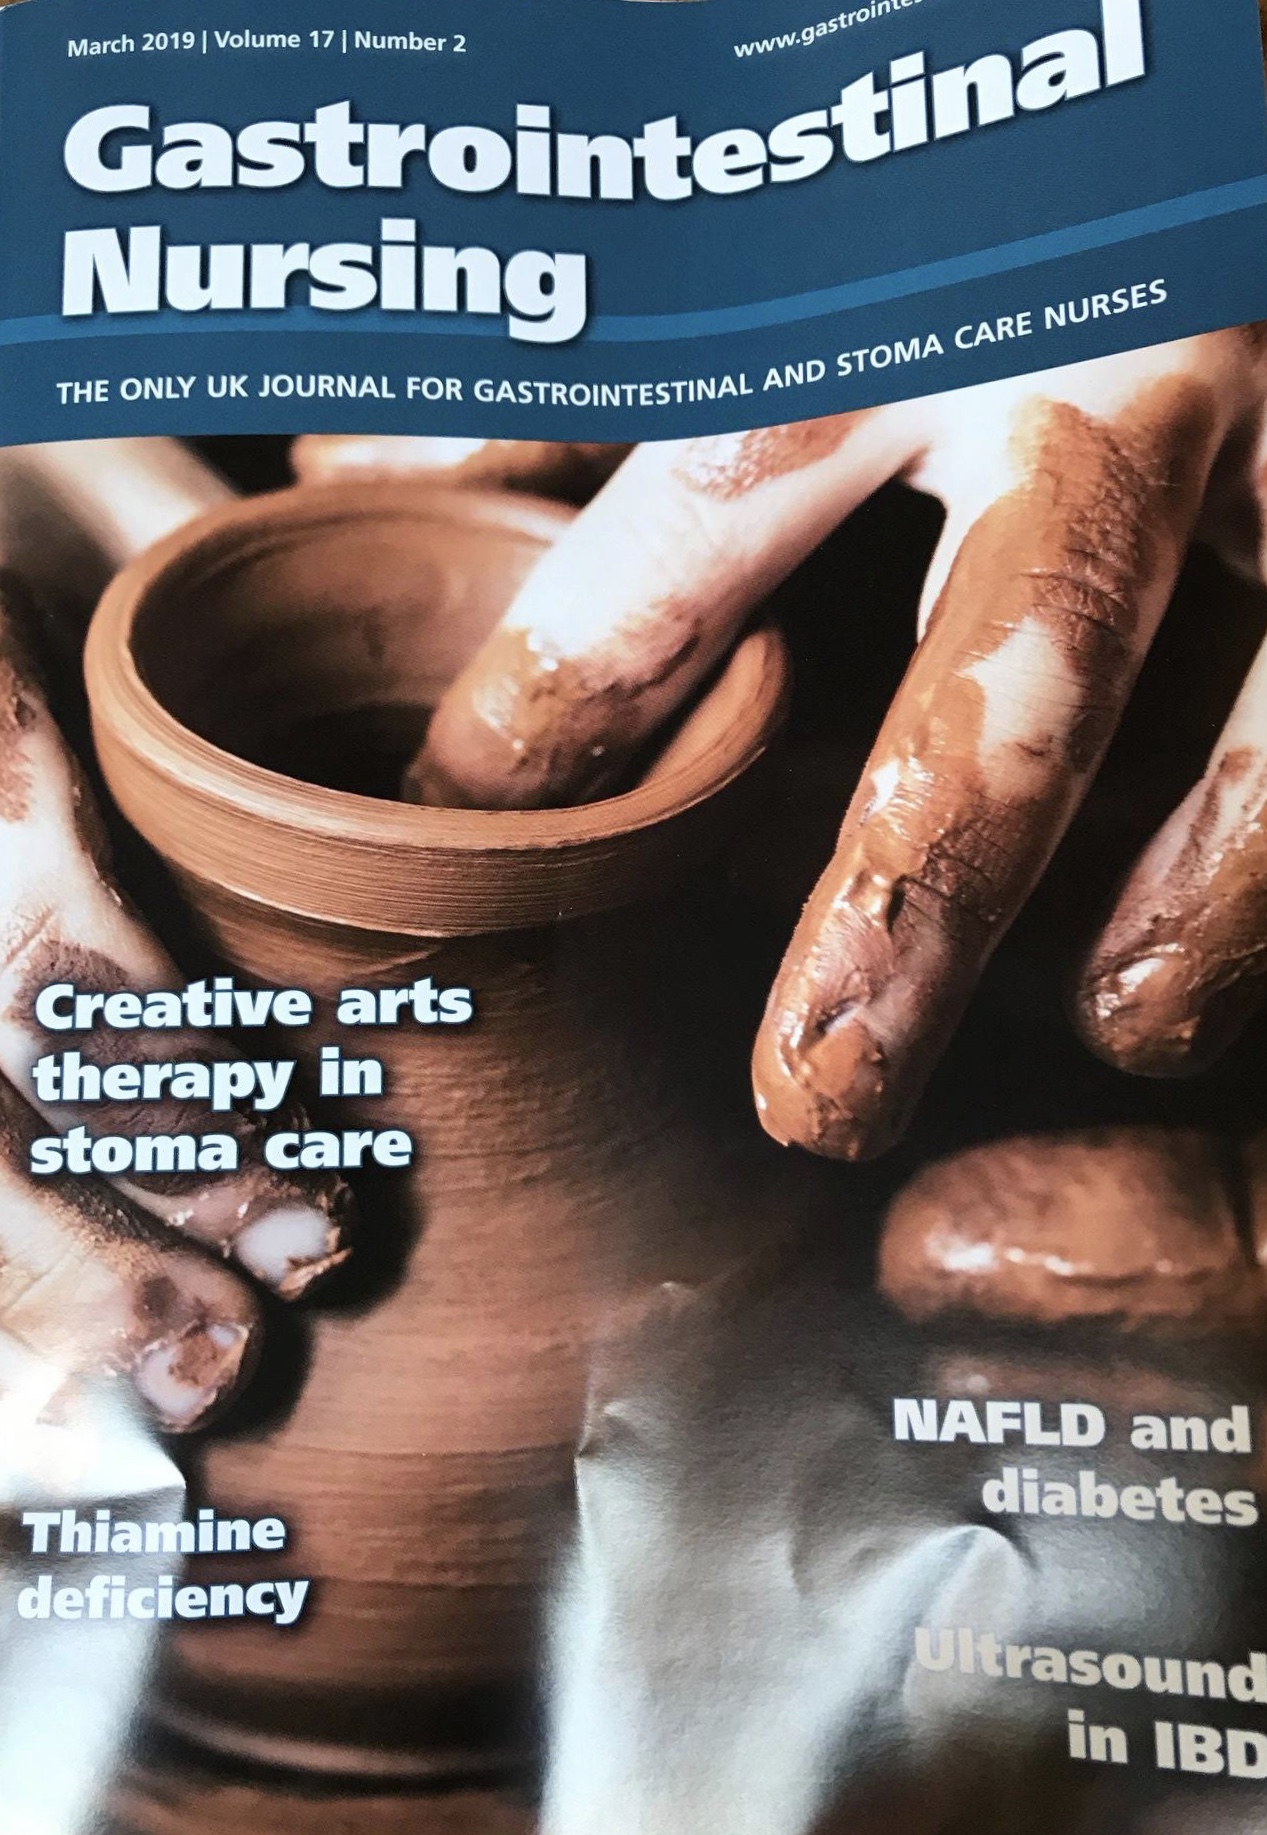 March 2019 | Volume 17 | Number 2
Gastrointestinal
Nursing
THE ONLY UK JOURNAL FOR GASTROINTESTINAL AND STOMA CARE NURSES
Creative arts
therapy in
stoma care
NAFLD and
diabetes
Thiamine
deficiency
Ultrasound
in IBD